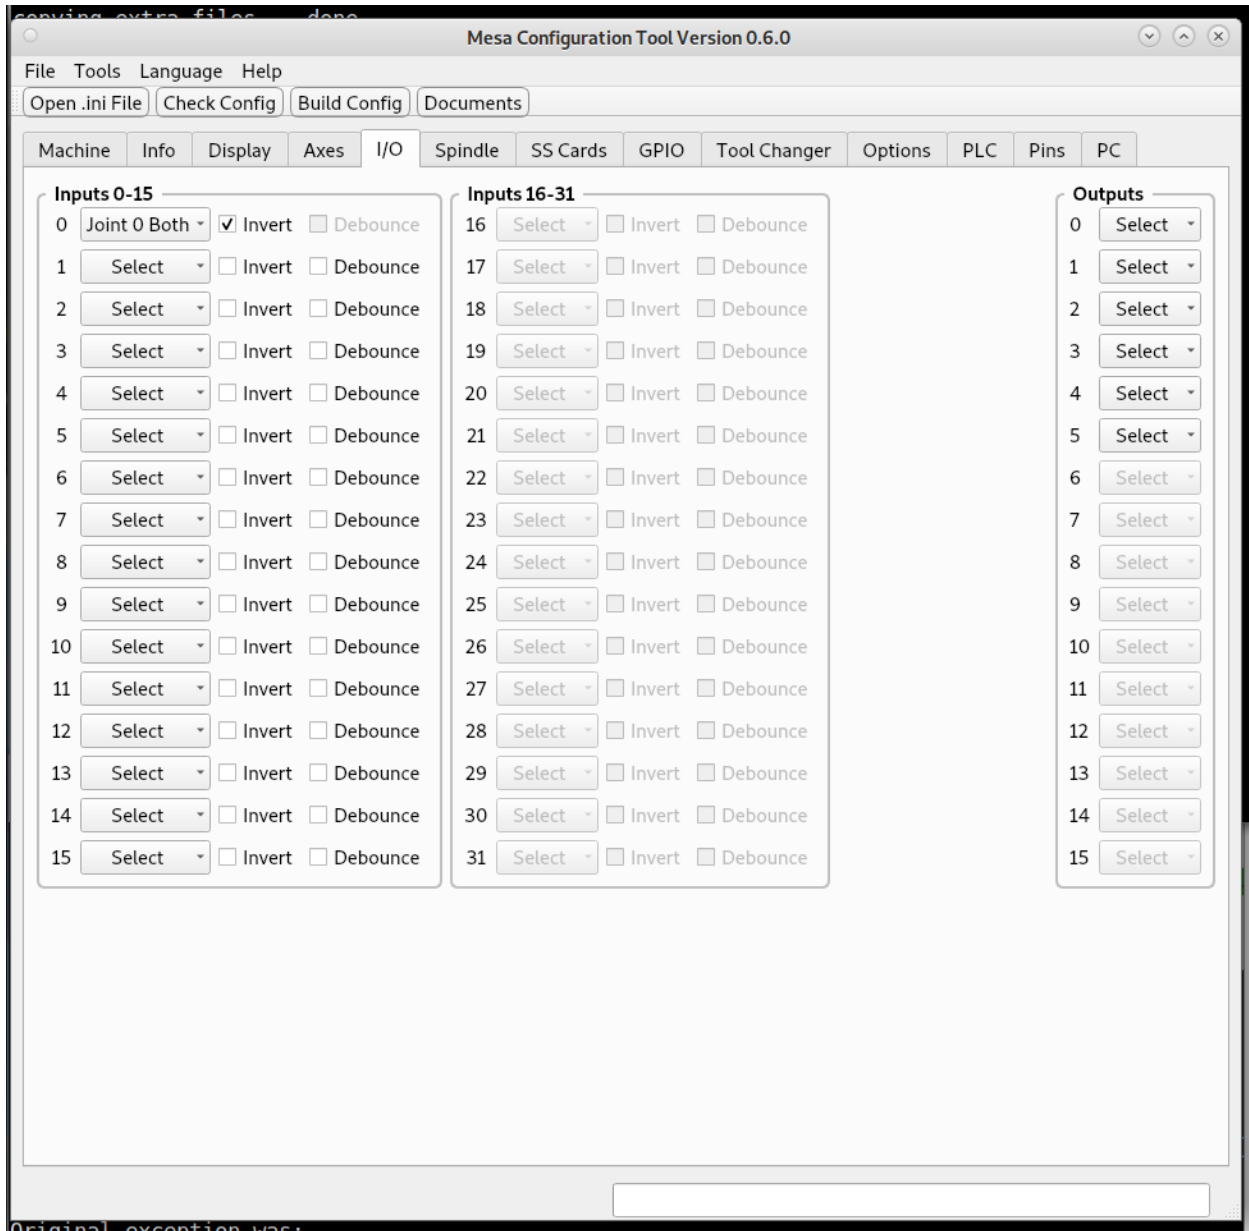 copying extra files... done
Mesa Configuration Tool Version 0.6.0
File Tools Language Help
Open .ini File Check Config Build Config Documents
Machine Info Display Axes I/O Spindle SS Cards GPIO Tool Changer Options PLC Pins PC
Inputs 0-15 Inputs 16-31 Outputs
0 Joint 0 Both Invert Debounce 16 Select Invert Debounce 0 Select
1 Select Invert Debounce 17 Select Invert Debounce 1 Select
2 Select Invert Debounce 18 Select Invert Debounce 2 Select
3 Select Invert Debounce 19 Select Invert Debounce 3 Select
4 Select Invert Debounce 20 Select Invert Debounce 4 Select
5 Select Invert Debounce 21 Select Invert Debounce 5 Select
6 Select Invert Debounce 22 Select Invert Debounce 6 Select
7 Select Invert Debounce 23 Select Invert Debounce 7 Select
8 Select Invert Debounce 24 Select Invert Debounce 8 Select
9 Select Invert Debounce 25 Select Invert Debounce 9 Select
10 Select Invert Debounce 26 Select Invert Debounce 10 Select
11 Select Invert Debounce 27 Select Invert Debounce 11 Select
12 Select Invert Debounce 28 Select Invert Debounce 12 Select
13 Select Invert Debounce 29 Select Invert Debounce 13 Select
14 Select Invert Debounce 30 Select Invert Debounce 14 Select
15 Select Invert Debounce 31 Select Invert Debounce 15 Select
Original exception was: